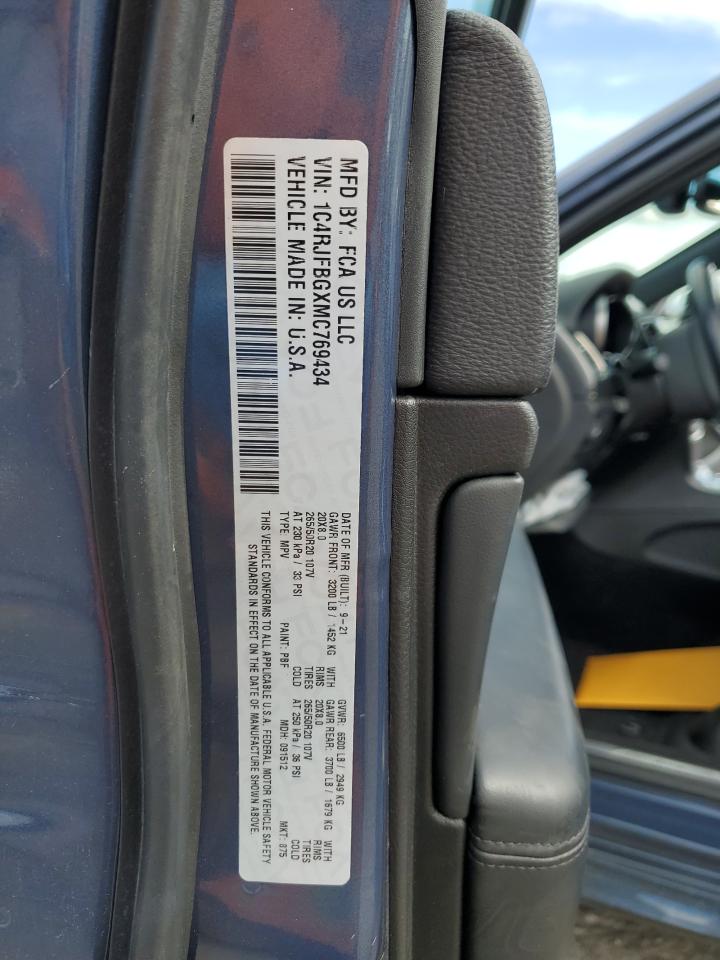 MFD BY: FCA US LLC
VIN: 1C4RJFBGXMC769434
VEHICLE MADE IN: U.S.A.
DATE OF MFR (BUILT): 9-21 GVWR: 6500 LB / 2949 KG
GAWR FRONT: 3200 LB / 1452 KG WITH GAWR REAR: 3700 LB / 1679 KG WITH
20X8.0 RIMS 20X8.0 RIMS
265/50R20 107V TIRES 265/50R20 107V TIRES
AT 230 kPa / 33 PSI COLD AT 250 kPa / 36 PSI COLD
TYPE: MPV PAINT: PBF MDH: 091512 MKT: 875
THIS VEHICLE CONFORMS TO ALL APPLICABLE U.S.A. FEDERAL MOTOR VEHICLE SAFETY
STANDARDS IN EFFECT ON THE DATE OF MANUFACTURE SHOWN ABOVE.